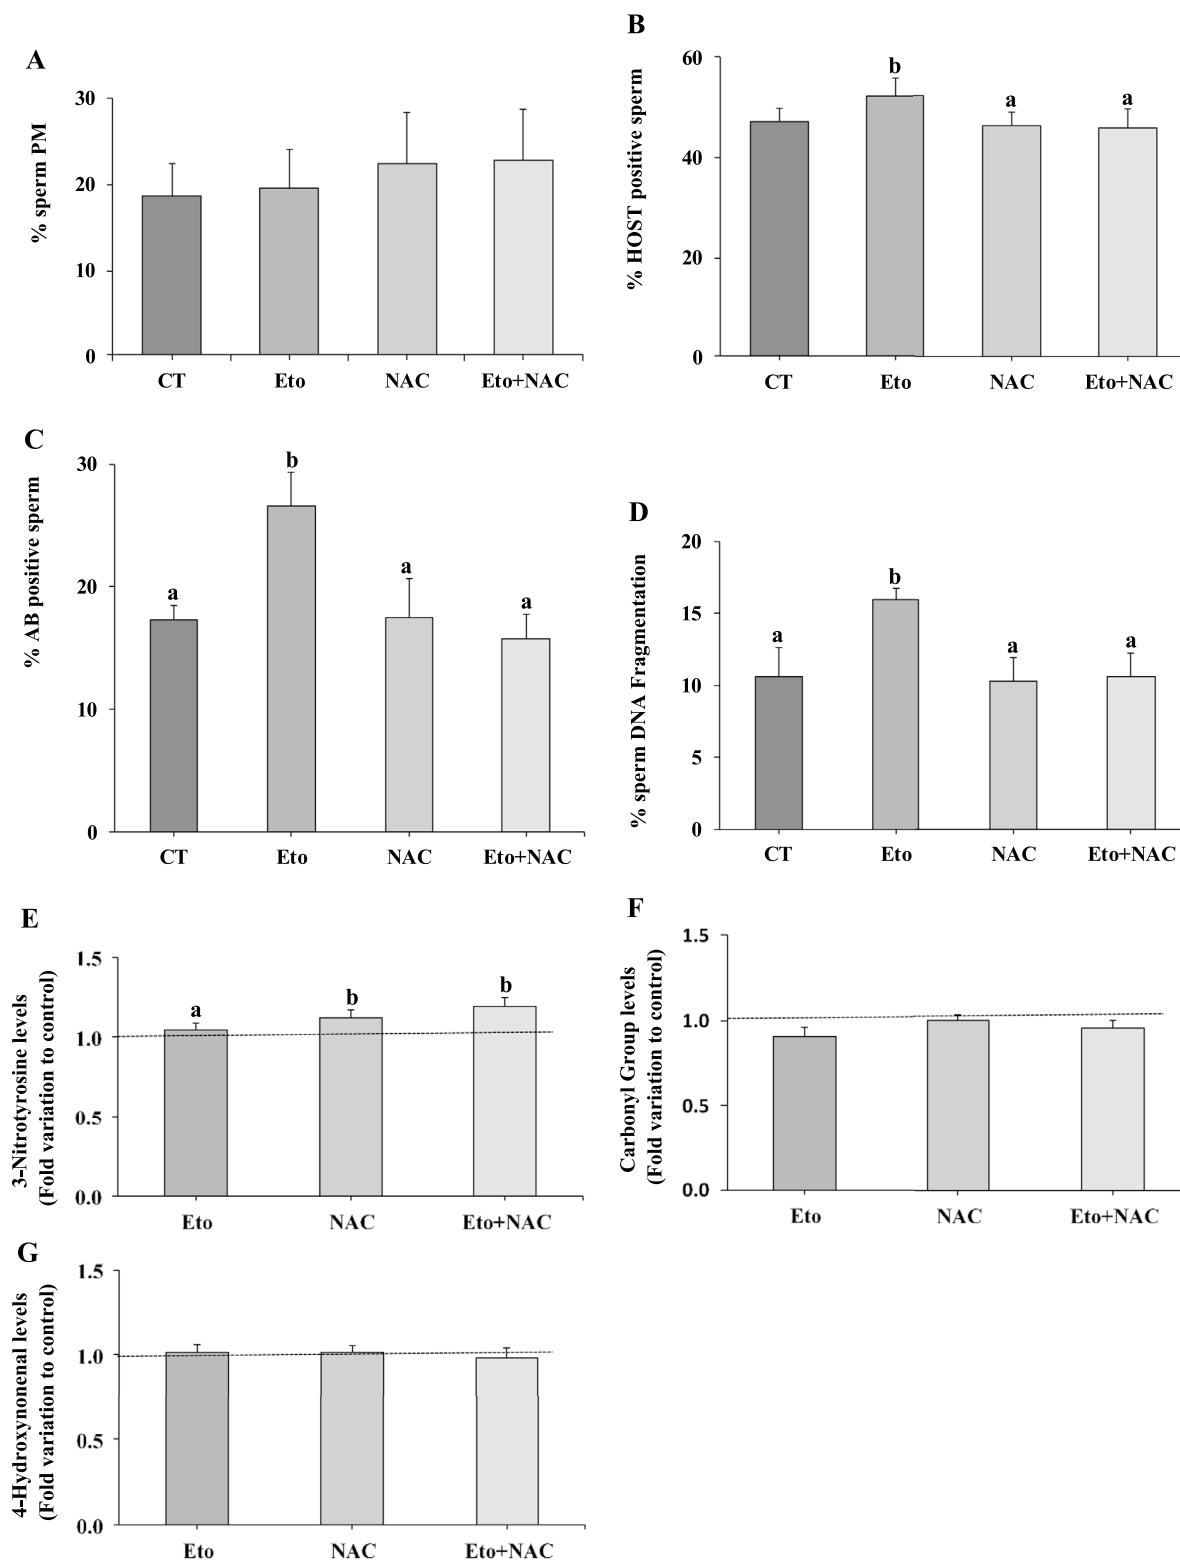 A
% sperm PM
30
20
10
0
CT Eto NAC Eto+NAC
B
% HOST positive sperm
60
40
20
0
b
a
a
CT Eto NAC Eto+NAC
C
% AB positive sperm
30
20
10
0
a
b
a
a
CT Eto NAC Eto+NAC
D
% sperm DNA Fragmentation
20
15
10
5
0
a
b
a
a
CT Eto NAC Eto+NAC
E
3-Nitrotyrosine levels
(Fold variation to control)
1.5
1.0
0.5
0.0
a
b
b
Eto NAC Eto+NAC
F
Carbonyl Group levels
(Fold variation to control)
1.5
1.0
0.5
0.0
Eto NAC Eto+NAC
G
4-Hydroxynonenal levels
(Fold variation to control)
1.5
1.0
0.5
0.0
Eto NAC Eto+NAC